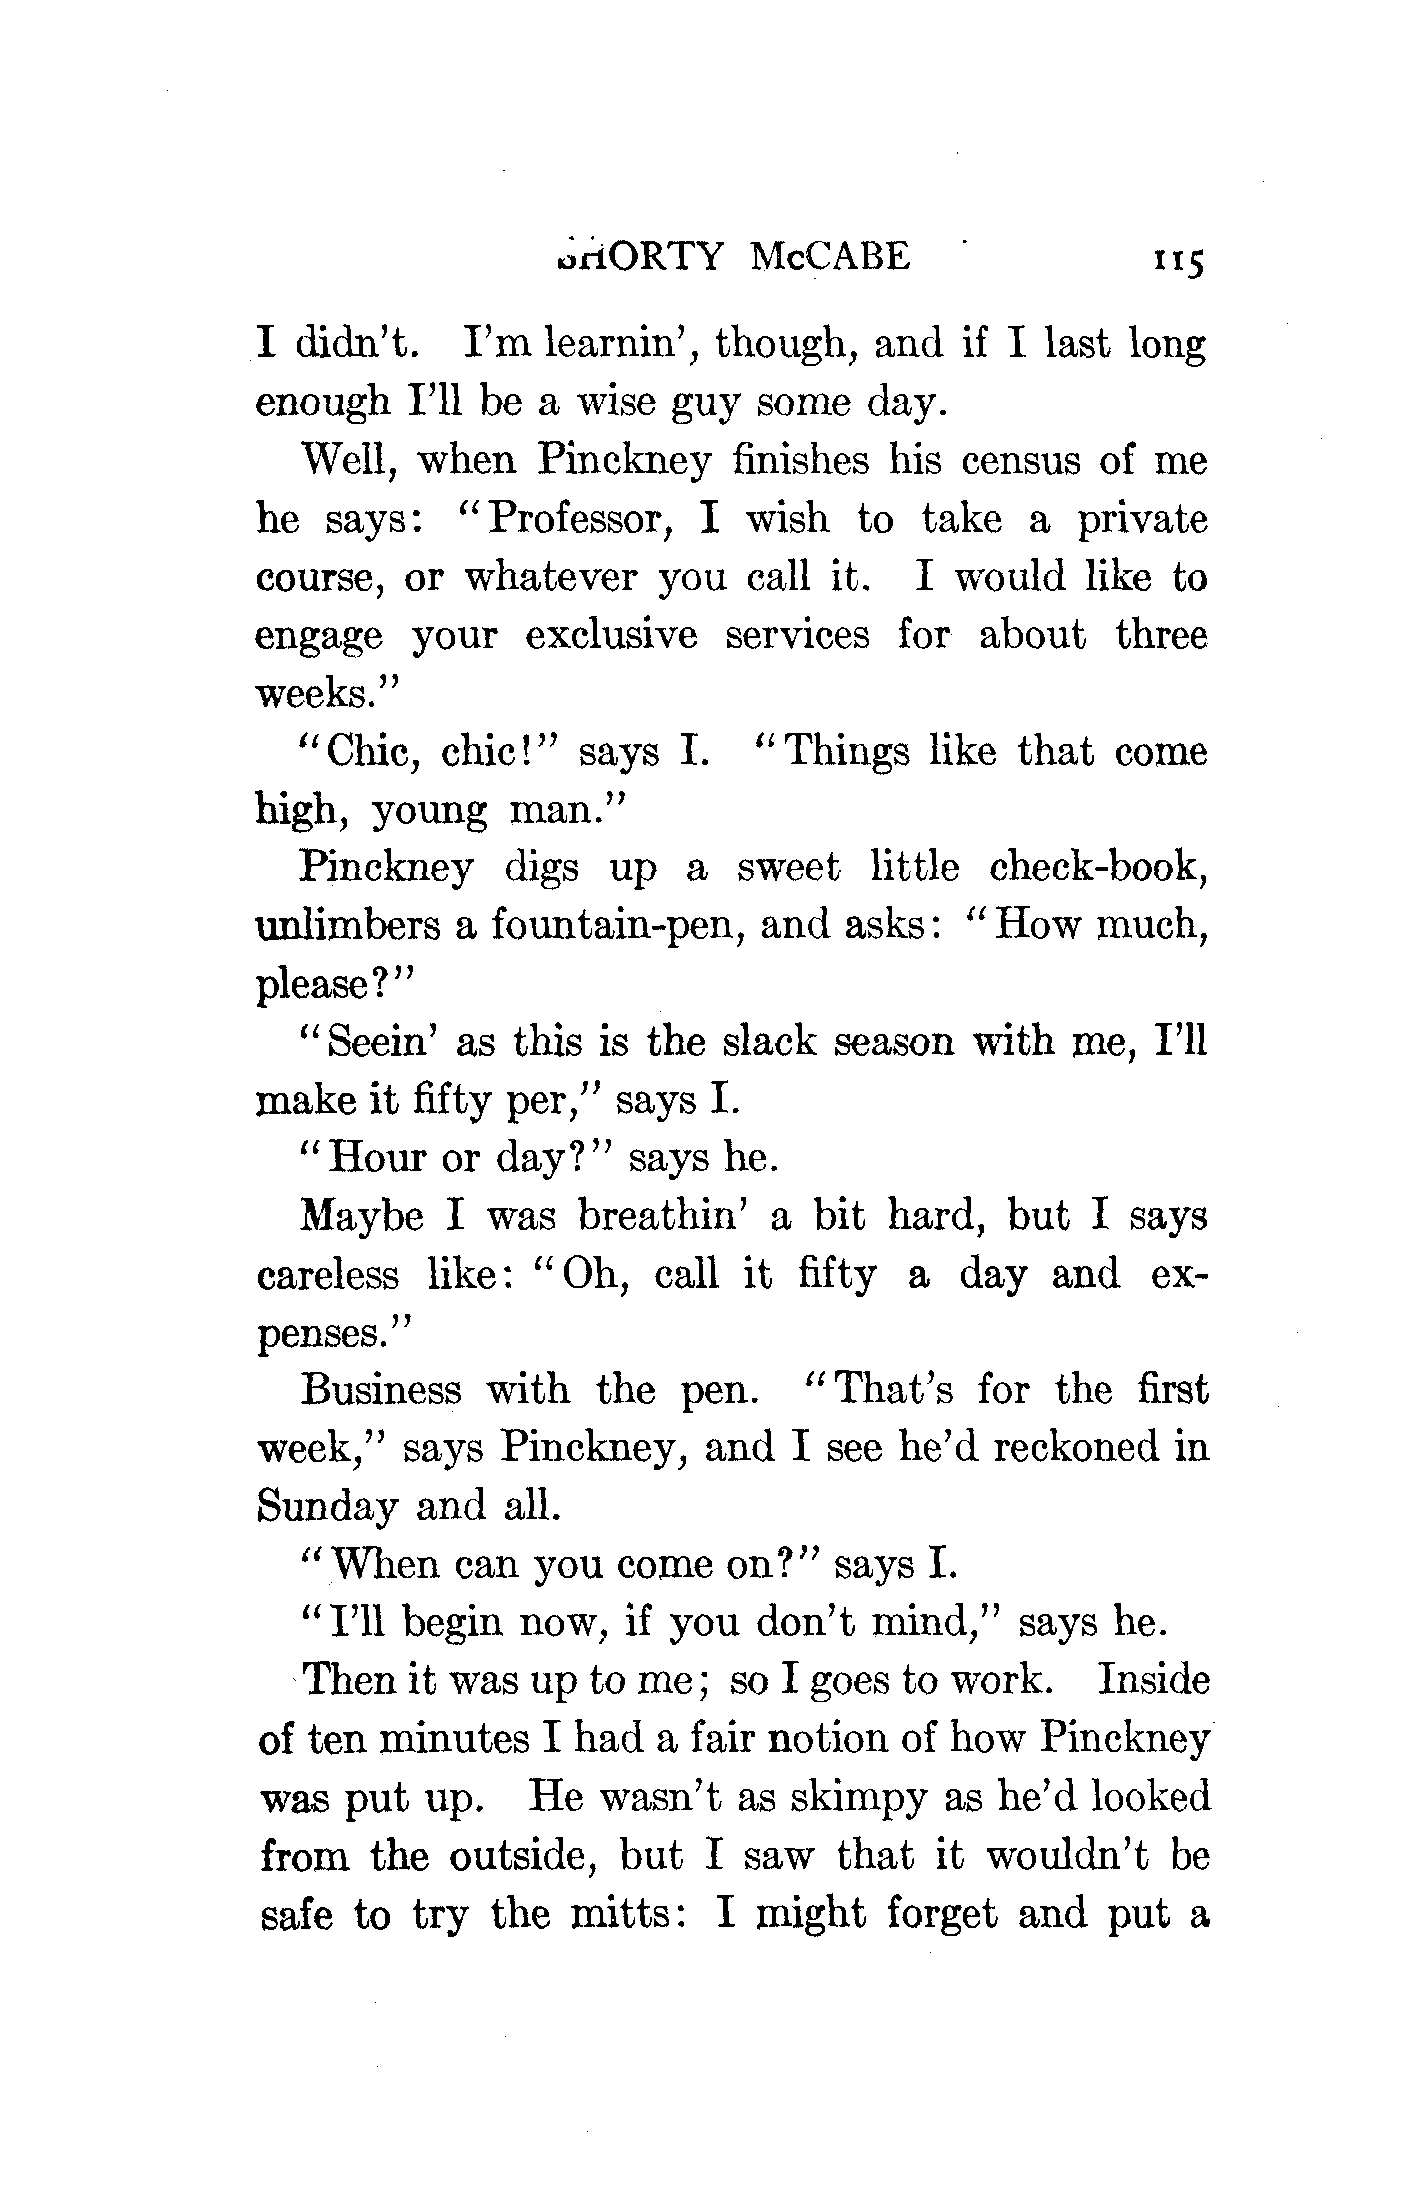 SHORTY McCABE 115
I didn't. I'm learnin', though, and if I last long
enough I'll be a wise guy some day.
Well, when Pinckney finishes his census of me
he says: "Professor, I wish to take a private
course, or whatever you call it. I would like to
engage your exclusive services for about three
weeks."
"Chic, chic!" says I. "Things like that come
high, young man."
Pinckney digs up a sweet little check-book,
unlimbers a fountain-pen, and asks: "How much,
please?"
"Seein' as this is the slack season with me, I'll
make it fifty per," says I.
"Hour or day?" says he.
Maybe I was breathin' a bit hard, but I says
careless like: "Oh, call it fifty a day and ex-
penses."
Business with the pen. "That's for the first
week," says Pinckney, and I see he'd reckoned in
Sunday and all.
"When can you come on?" says I.
"I'll begin now, if you don't mind," says he.
Then it was up to me; so I goes to work. Inside
of ten minutes I had a fair notion of how Pinckney
was put up. He wasn't as skimpy as he'd looked
from the outside, but I saw that it wouldn't be
safe to try the mitts: I might forget and put a